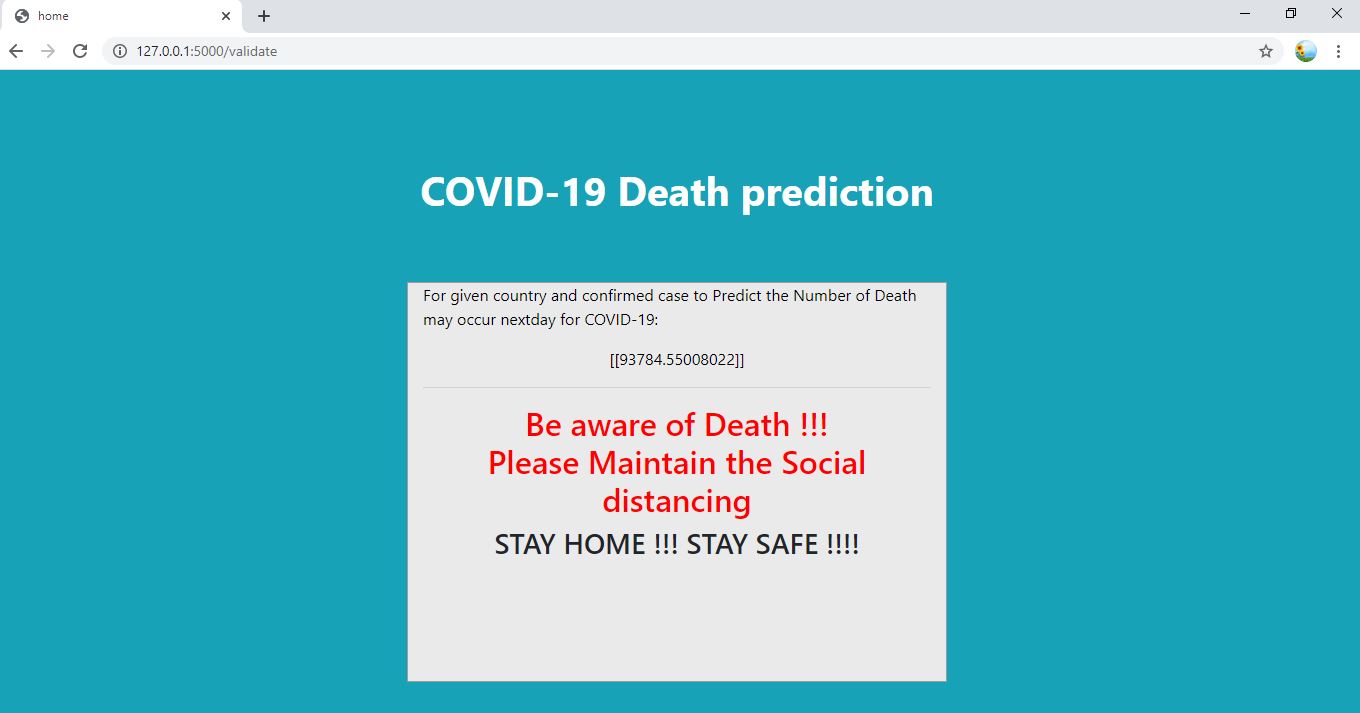 home
127.0.0.1:5000/validate
COVID-19 Death prediction
For given country and confirmed case to Predict the Number of Death
may occur nextday for COVID-19:
[[93784.55008022]]
Be aware of Death !!!
Please Maintain the Social
distancing
STAY HOME !!! STAY SAFE !!!!